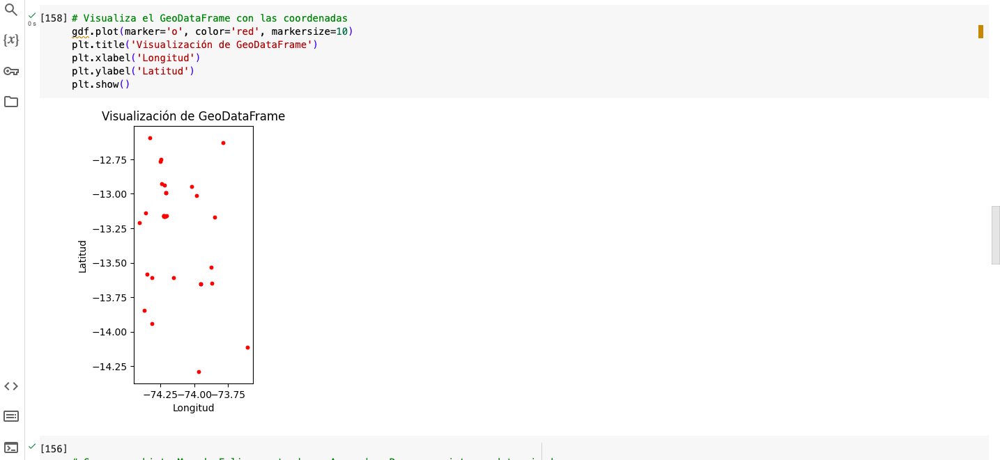 [158] # Visualiza el GeoDataFrame con las coordenadas
0 s
gdf.plot(marker='o', color='red', markersize=10)
{x}
plt.title('Visualización de GeoDataFrame')
plt.xlabel('Longitud')
plt.ylabel('Latitud')
plt.show()
Visualización de GeoDataFrame
−12.75
−13.00
−13.25
−13.50
−13.75
−14.00
−14.25
Latitud
−74.25−74.00−73.75
Longitud
[156]